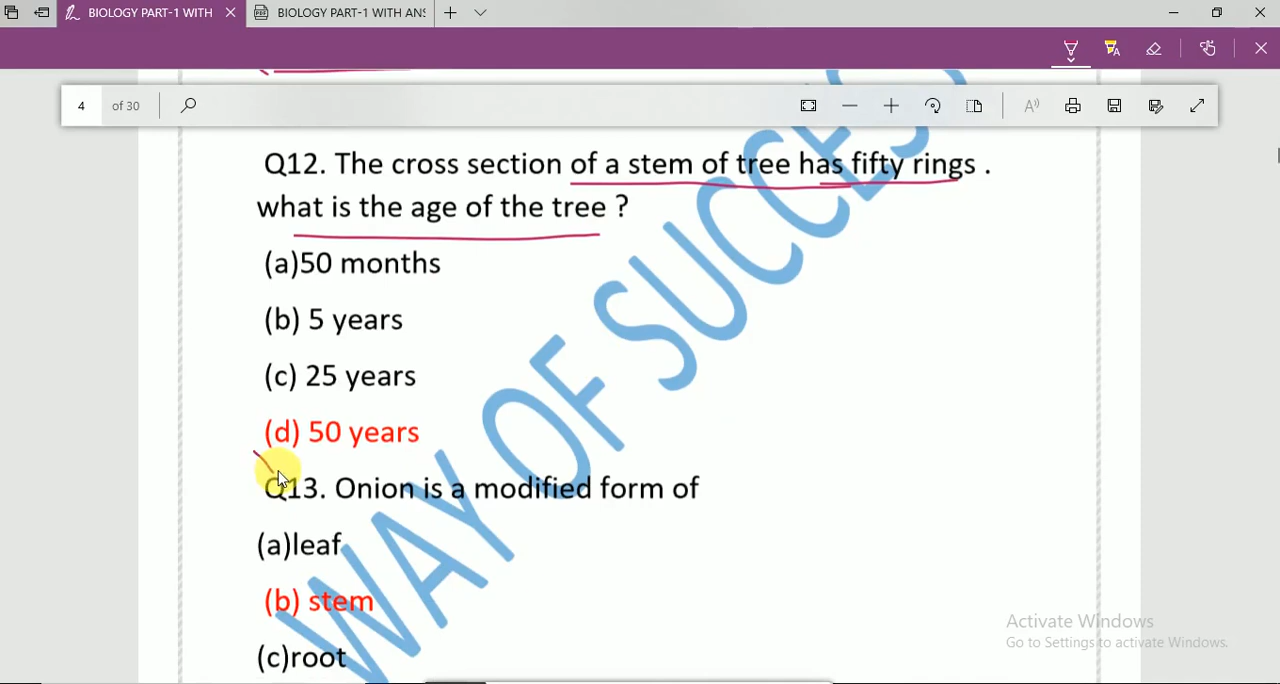 BIOLOGY PART-1 WITH
BIOLOGY PART-1 WITH ANS
4 of 30
Q12. The cross section of a stem of tree has fifty rings .
what is the age of the tree ?
(a)50 months
(b) 5 years
(c) 25 years
(d) 50 years
Q13. Onion is a modified form of
(a)leaf
(b) stem
(c)root
WAY OF SUCCESS
Activate Windows
Go to Settings to activate Windows.